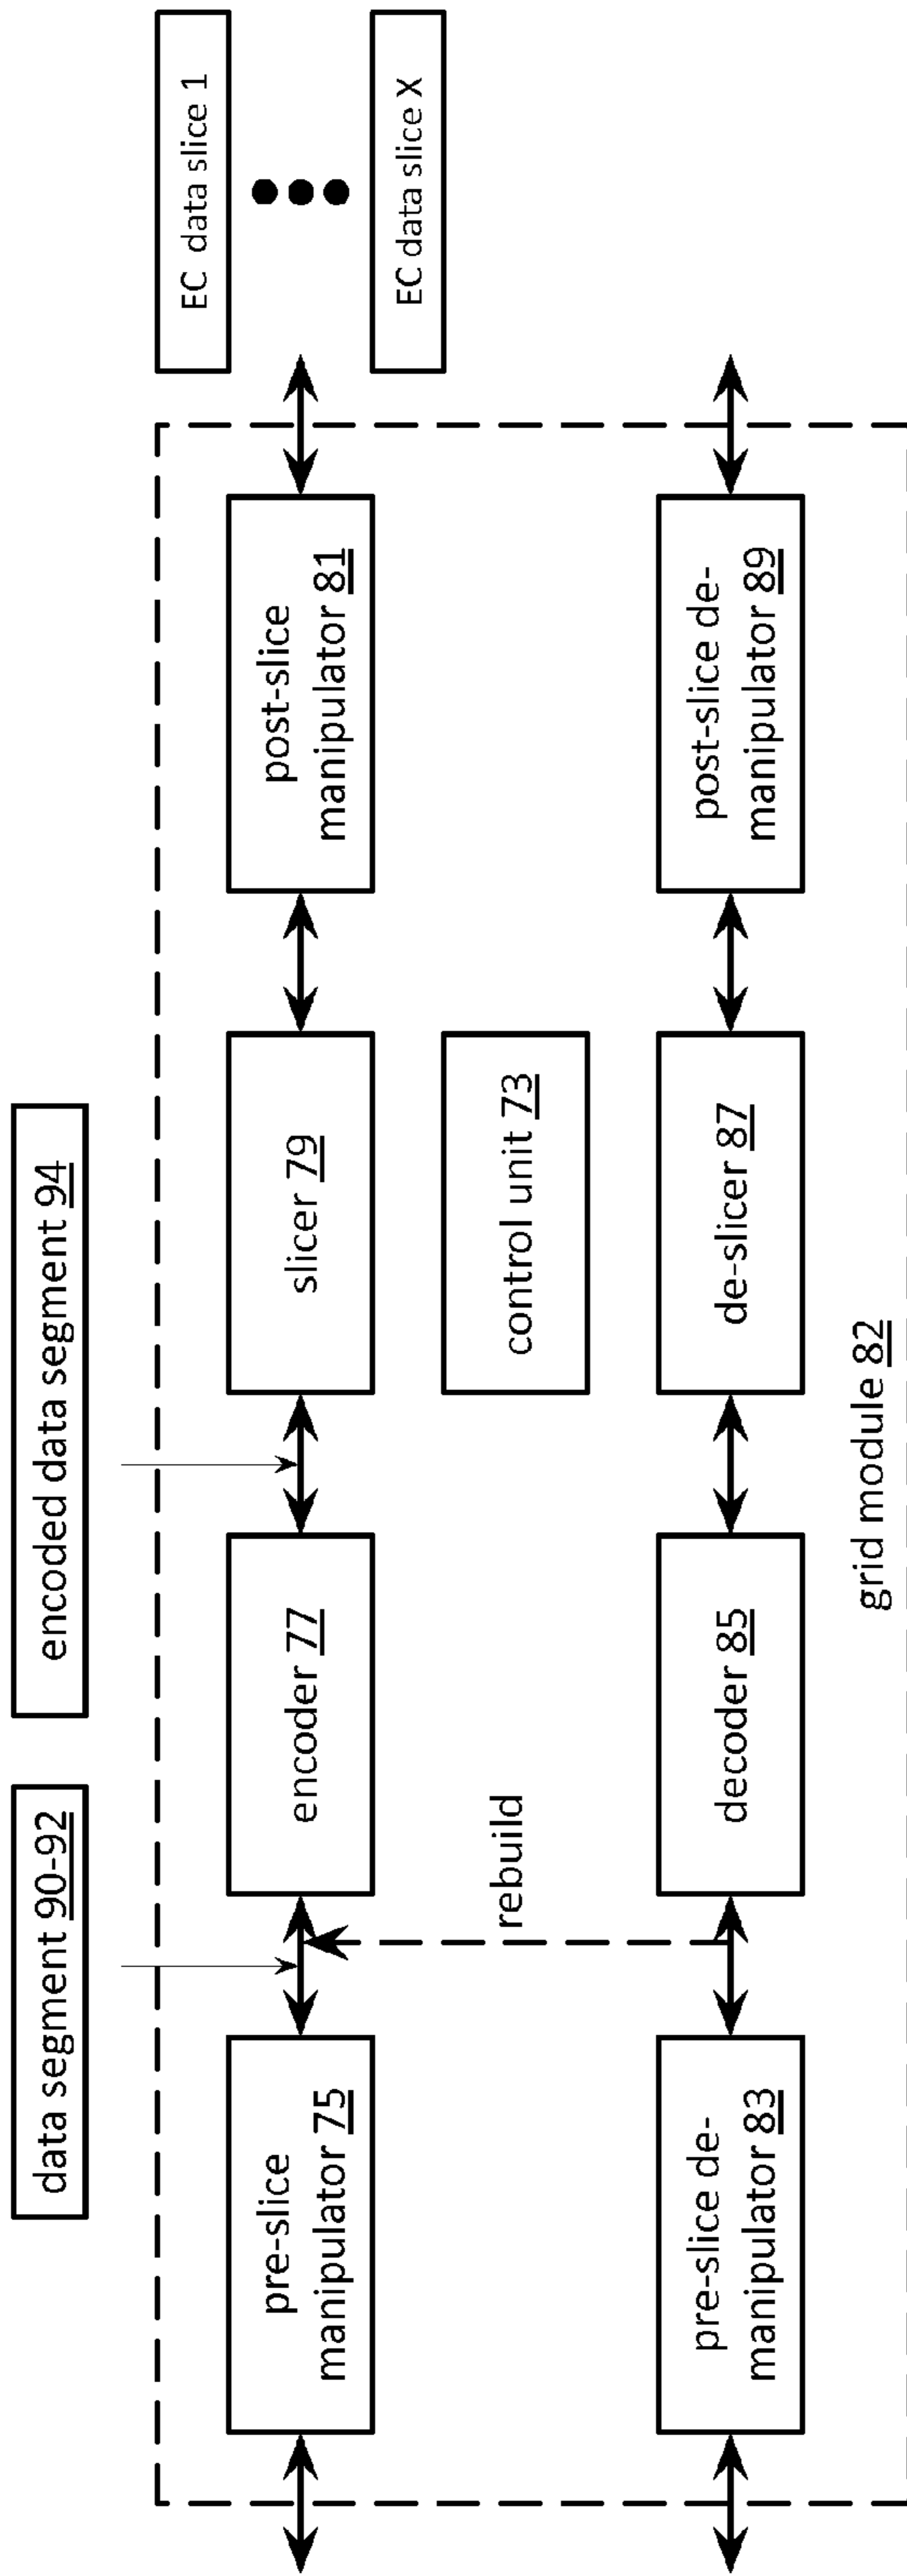 data segment 90-92
encoded data segment 94
EC data slice 1
EC data slice X
pre-slice
manipulator 75
encoder 77
slicer 79
post-slice
manipulator 81
rebuild
control unit 73
pre-slice de-
manipulator 83
decoder 85
de-slicer 87
post-slice de-
manipulator 89
grid module 82